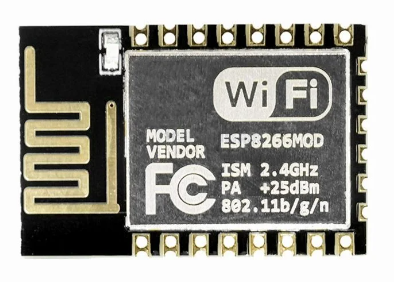 WiFi
MODEL ESP8266MOD
VENDOR
FC ISM 2.4GHz
PA +25dBm
802.11b/g/n